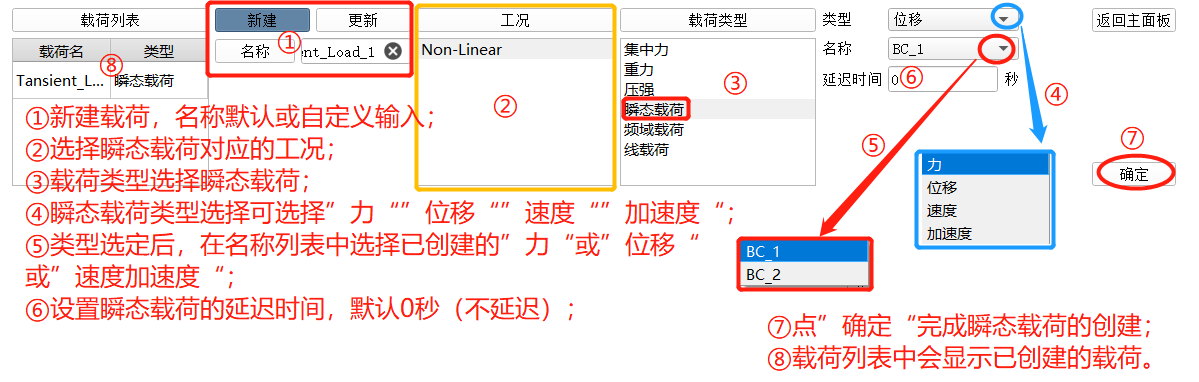 载荷列表 新建 更新 工况 载荷类型 类型 位移 返回主面板
载荷名 类型 名称 ① nt_Load_1 Non-Linear 集中力 名称 BC_1
⑧ 重力
Tansient_L... 瞬态载荷 压强 延迟时间 0 ⑥ 秒
② ③ 瞬态载荷 ④
频域载荷
线载荷 ⑤ ⑦
①新建载荷，名称默认或自定义输入；
②选择瞬态载荷对应的工况；
③载荷类型选择瞬态载荷；
④瞬态载荷类型选择可选择”力“”位移“”速度“”加速度“；
⑤类型选定后，在名称列表中选择已创建的”力“或”位移“
或”速度加速度“；
⑥设置瞬态载荷的延迟时间，默认0秒（不延迟）；
确定
力
位移
速度
加速度
BC_1
BC_2
⑦点”确定“完成瞬态载荷的创建；
⑧载荷列表中会显示已创建的载荷。